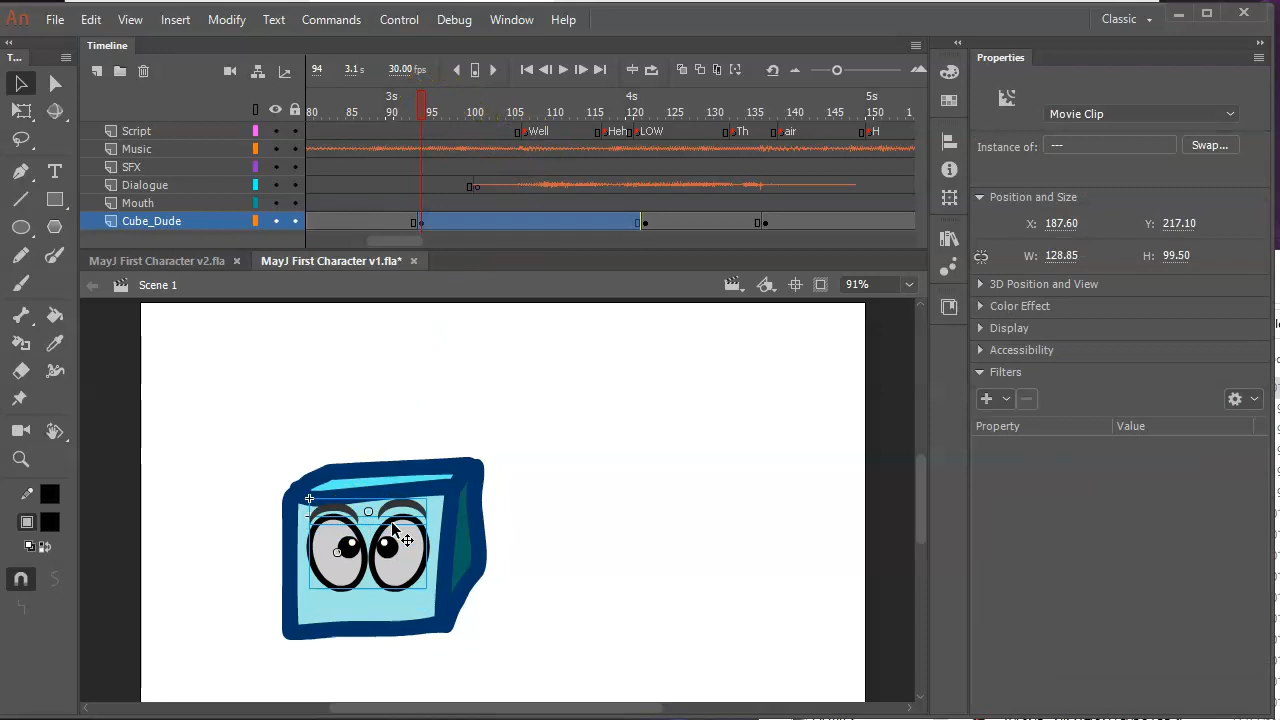 An File Edit View Insert Modify Text Commands Control Debug Window Help Classic
T... Timeline Properties
94 3.1 s 30.00 fps
3s 4s 5s
80 85 90 95 100 105 110 115 120 125 130 135 140 145 150 1
Script Well Heh LOW Th air H
Music
SFX
Dialogue
Mouth
Cube_Dude
MayJ First Character v2.fla × MayJ First Character v1.fla* ×
Scene 1 91%
Movie Clip
Instance of: --- Swap...
Position and Size
X: 187.60 Y: 217.10
W: 128.85 H: 99.50
3D Position and View
Color Effect
Display
Accessibility
Filters
Property Value